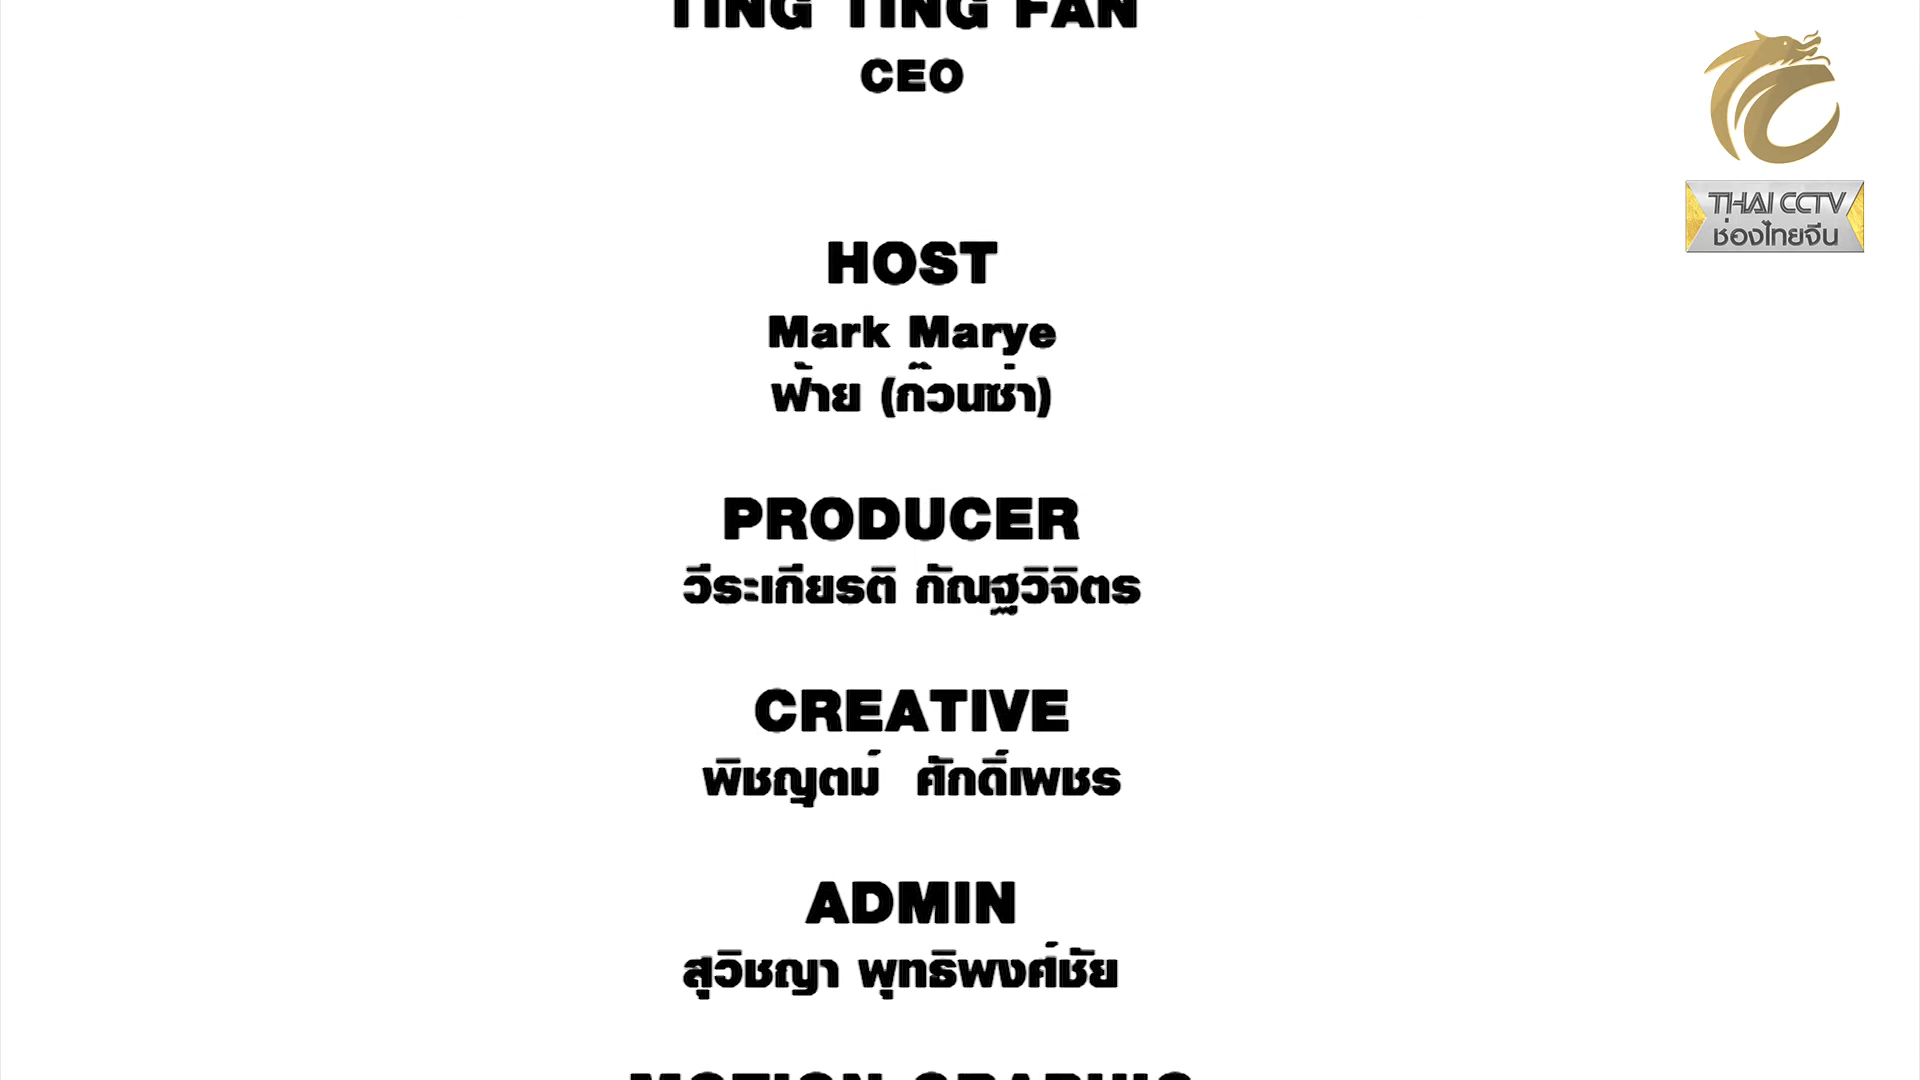 TING TING FAN
CEO
THAI CCTV
ช่องไทยจีน
HOST
Mark Marye
ฟ้าย (ก๊วนซ่า)
PRODUCER
วีระเกียรติ กัณฐวิจิตร
CREATIVE
พิชญุตม์ ศักดิ์เพชร
ADMIN
สุวิชญา พุทธิพงศ์ชัย
MOTION GRAPHIC